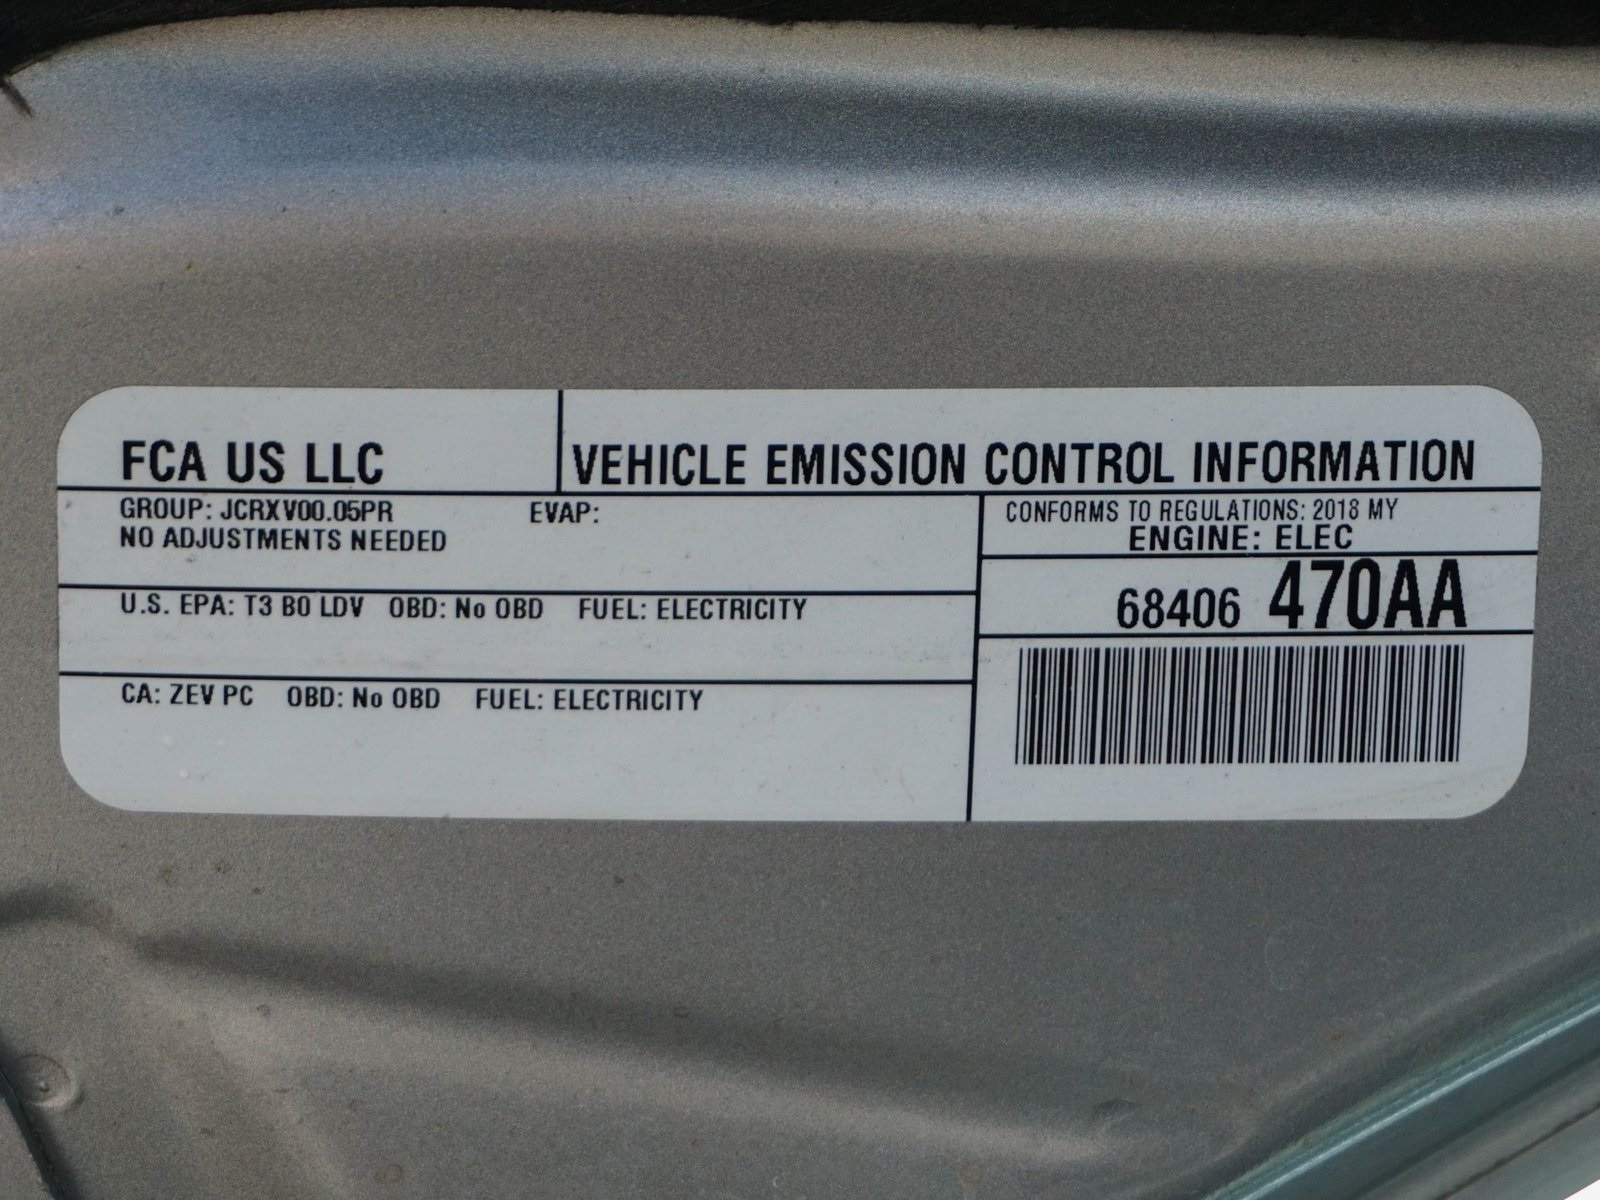 FCA US LLC
VEHICLE EMISSION CONTROL INFORMATION
GROUP: JCRXV00.05PR EVAP:
NO ADJUSTMENTS NEEDED
CONFORMS TO REGULATIONS: 2018 MY
ENGINE: ELEC
68406 470AA
U.S. EPA: T3 B0 LDV OBD: No OBD FUEL: ELECTRICITY
CA: ZEV PC OBD: No OBD FUEL: ELECTRICITY